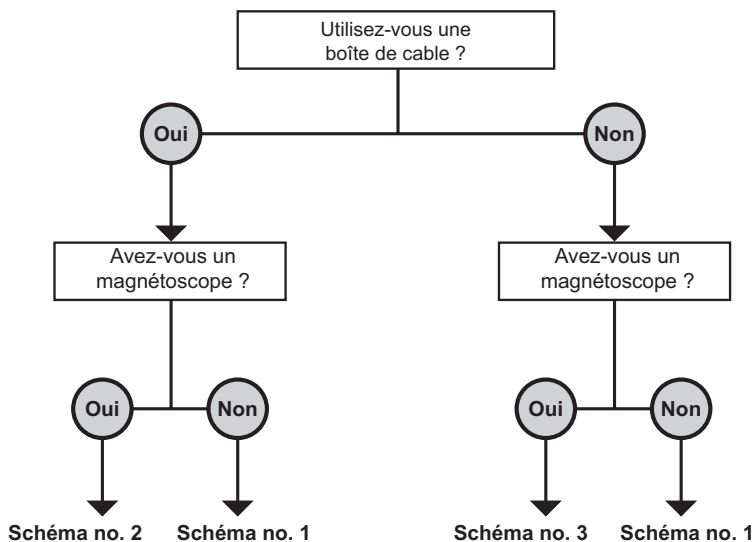 Utilisez-vous une
boîte de cable ?
Oui
Non
Avez-vous un
magnétoscope ?
Avez-vous un
magnétoscope ?
Oui
Non
Oui
Non
Schéma no. 2
Schéma no. 1
Schéma no. 3
Schéma no. 1